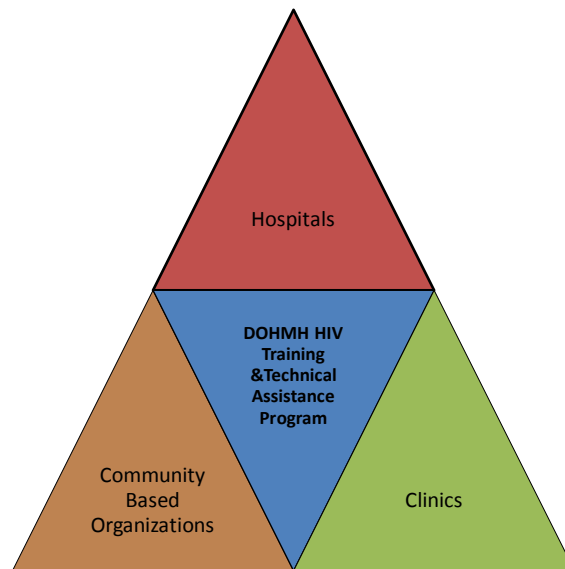 Hospitals
DOHMH HIV
Training
&Technical
Assistance
Program
Community
Based
Organizations
Clinics